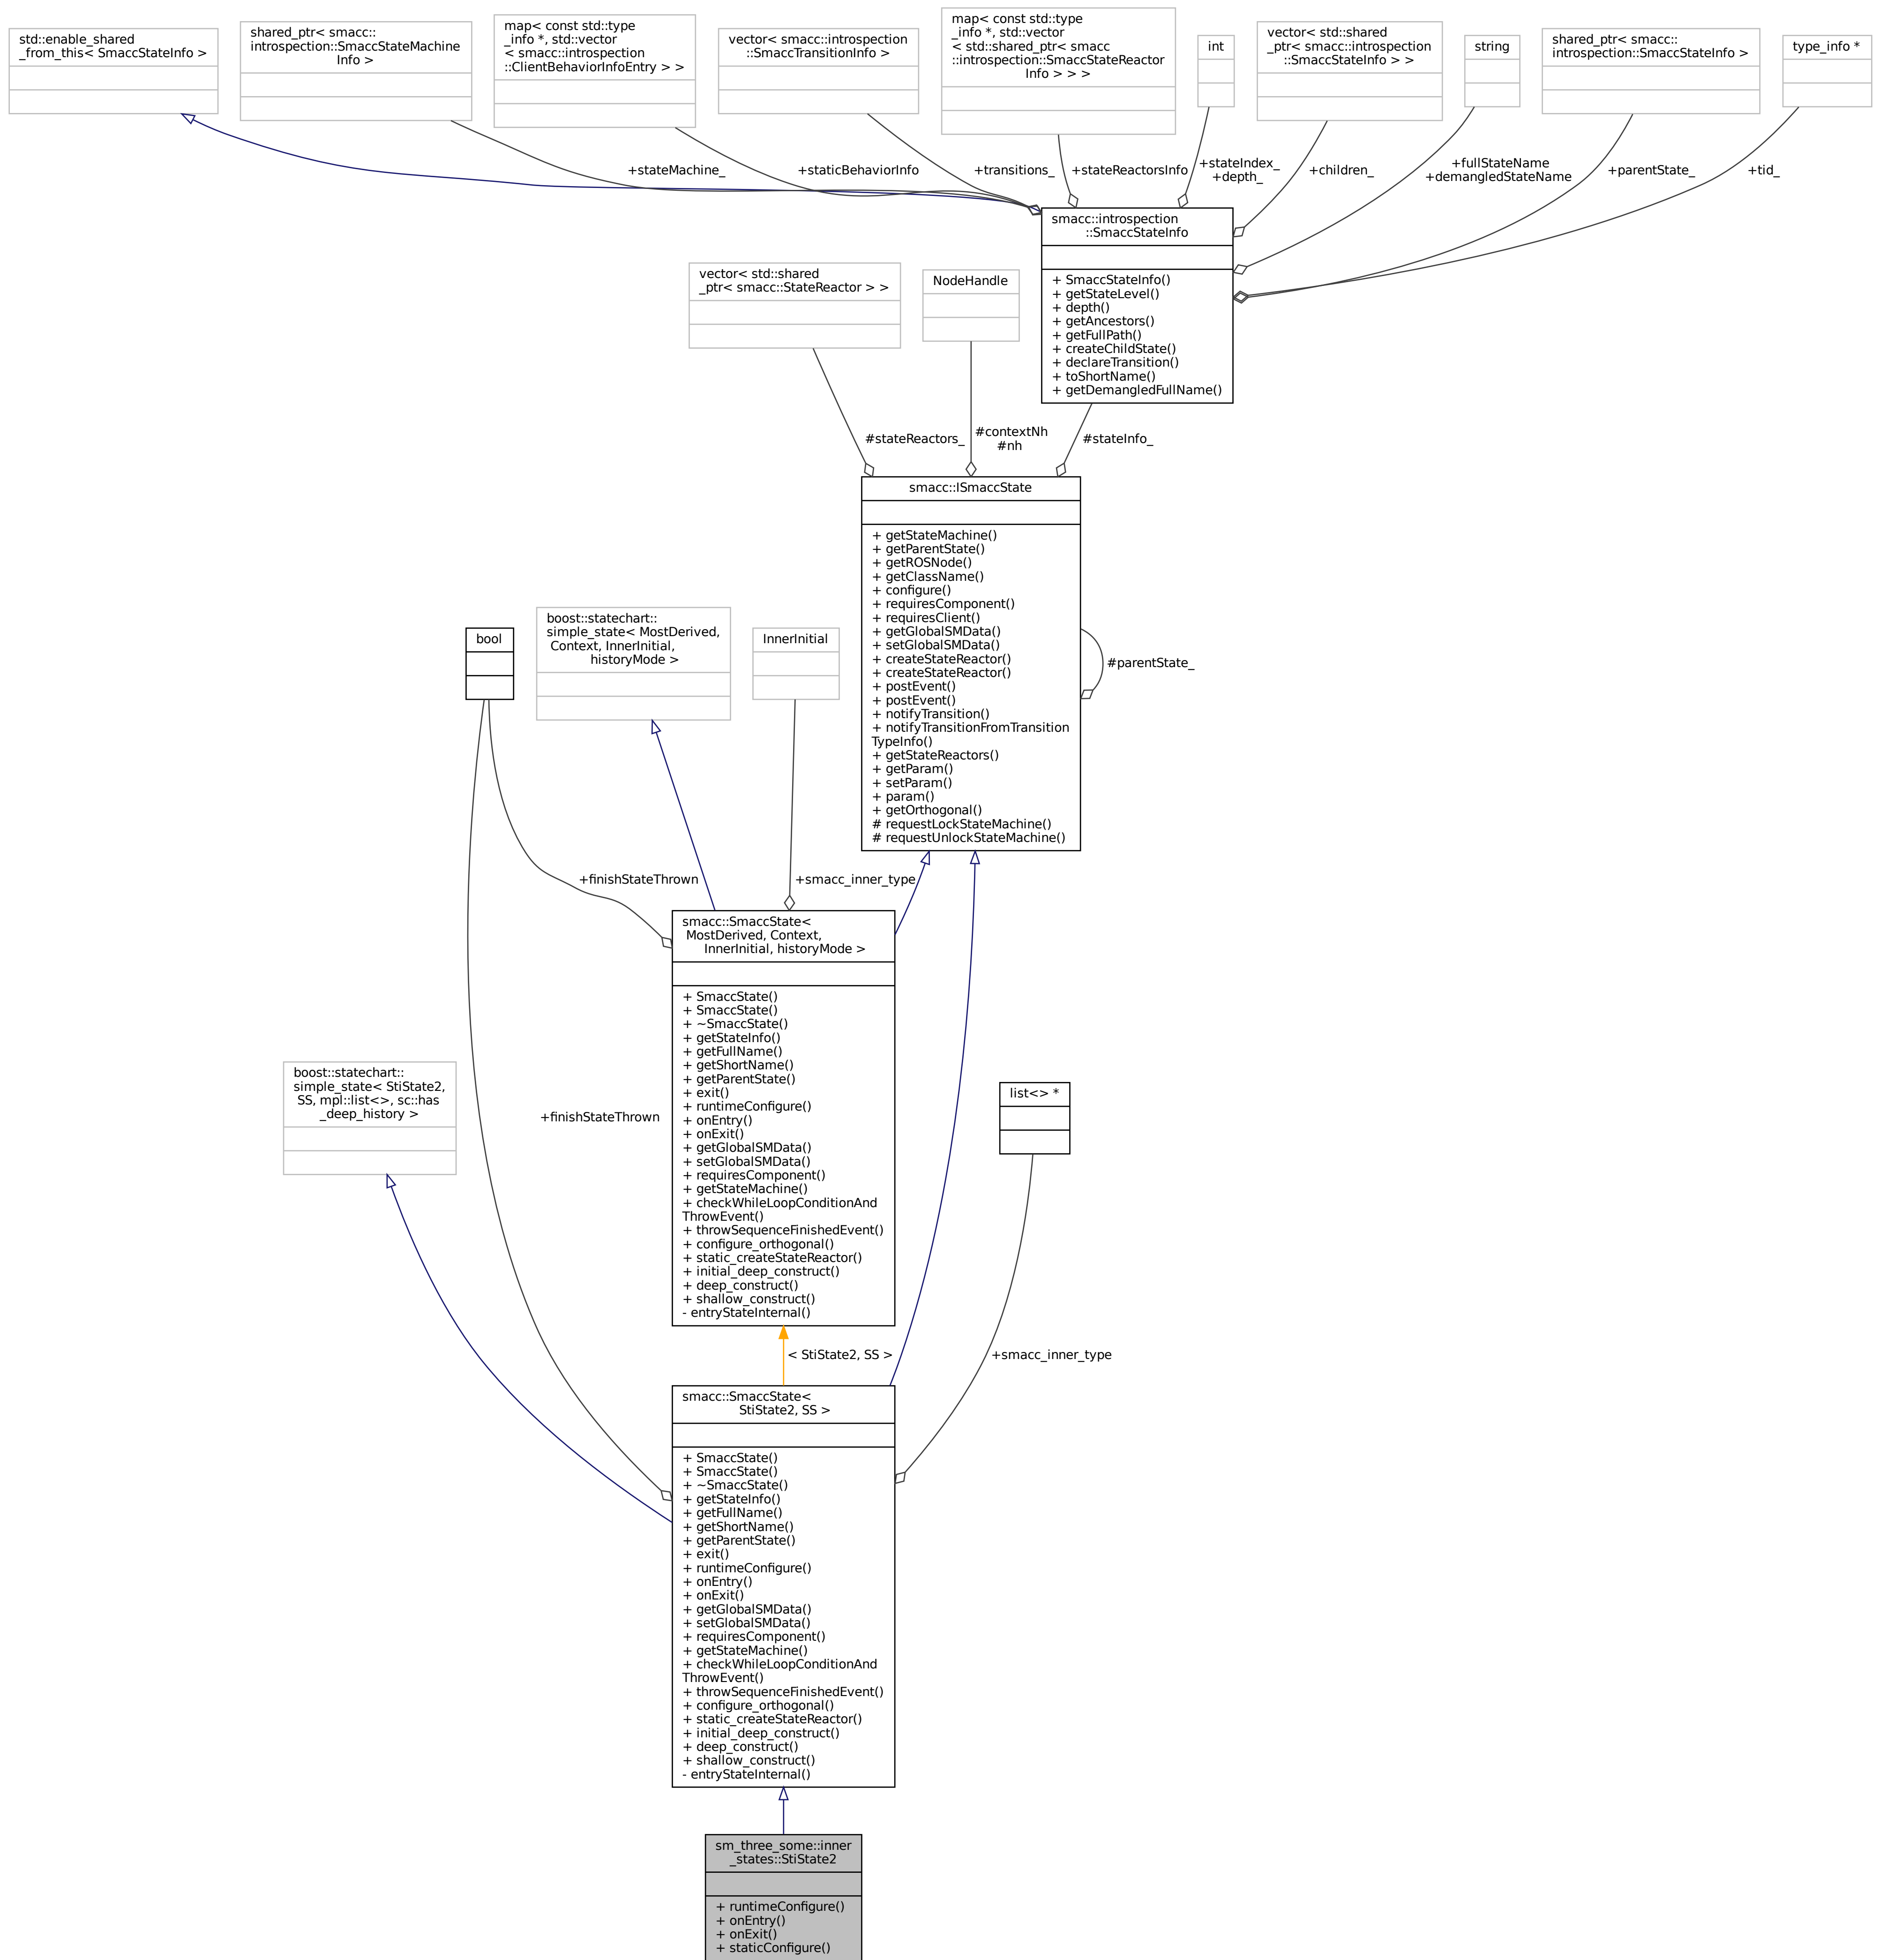 std::enable_shared
_from_this< SmaccStateInfo >
shared_ptr< smacc::
introspection::SmaccStateMachine
Info >
map< const std::type
_info *, std::vector
< smacc::introspection
::ClientBehaviorInfoEntry > >
vector< smacc::introspection
::SmaccTransitionInfo >
map< const std::type
_info *, std::vector
< std::shared_ptr< smacc
::introspection::SmaccStateReactor
Info > > >
int
vector< std::shared
_ptr< smacc::introspection
::SmaccStateInfo > >
string
shared_ptr< smacc::
introspection::SmaccStateInfo >
type_info *
+stateMachine_
+staticBehaviorInfo
+transitions_
+stateReactorsInfo
+stateIndex_
+depth_
+children_
+fullStateName
+demangledStateName
+parentState_
+tid_
smacc::introspection
::SmaccStateInfo
+ SmaccStateInfo()
+ getStateLevel()
+ depth()
+ getAncestors()
+ getFullPath()
+ createChildState()
+ declareTransition()
+ toShortName()
+ getDemangledFullName()
vector< std::shared
_ptr< smacc::StateReactor > >
NodeHandle
#stateReactors_
#contextNh
#nh
#stateInfo_
smacc::ISmaccState
+ getStateMachine()
+ getParentState()
+ getROSNode()
+ getClassName()
+ configure()
+ requiresComponent()
+ requiresClient()
+ getGlobalSMData()
+ setGlobalSMData()
+ createStateReactor()
+ createStateReactor()
+ postEvent()
+ postEvent()
+ notifyTransition()
+ notifyTransitionFromTransition
TypeInfo()
+ getStateReactors()
+ getParam()
+ setParam()
+ param()
+ getOrthogonal()
# requestLockStateMachine()
# requestUnlockStateMachine()
#parentState_
bool
boost::statechart::
simple_state< MostDerived,
Context, InnerInitial,
historyMode >
InnerInitial
+finishStateThrown
+smacc_inner_type
smacc::SmaccState<
MostDerived, Context,
InnerInitial, historyMode >
+ SmaccState()
+ SmaccState()
+ ~SmaccState()
+ getStateInfo()
+ getFullName()
+ getShortName()
+ getParentState()
+ exit()
+ runtimeConfigure()
+ onEntry()
+ onExit()
+ getGlobalSMData()
+ setGlobalSMData()
+ requiresComponent()
+ getStateMachine()
+ checkWhileLoopConditionAnd
ThrowEvent()
+ throwSequenceFinishedEvent()
+ configure_orthogonal()
+ static_createStateReactor()
+ initial_deep_construct()
+ deep_construct()
+ shallow_construct()
- entryStateInternal()
boost::statechart::
simple_state< StiState2,
SS, mpl::list<>, sc::has
_deep_history >
+finishStateThrown
list<> *
< StiState2, SS >
+smacc_inner_type
smacc::SmaccState<
StiState2, SS >
+ SmaccState()
+ SmaccState()
+ ~SmaccState()
+ getStateInfo()
+ getFullName()
+ getShortName()
+ getParentState()
+ exit()
+ runtimeConfigure()
+ onEntry()
+ onExit()
+ getGlobalSMData()
+ setGlobalSMData()
+ requiresComponent()
+ getStateMachine()
+ checkWhileLoopConditionAnd
ThrowEvent()
+ throwSequenceFinishedEvent()
+ configure_orthogonal()
+ static_createStateReactor()
+ initial_deep_construct()
+ deep_construct()
+ shallow_construct()
- entryStateInternal()
sm_three_some::inner
_states::StiState2
+ runtimeConfigure()
+ onEntry()
+ onExit()
+ staticConfigure()